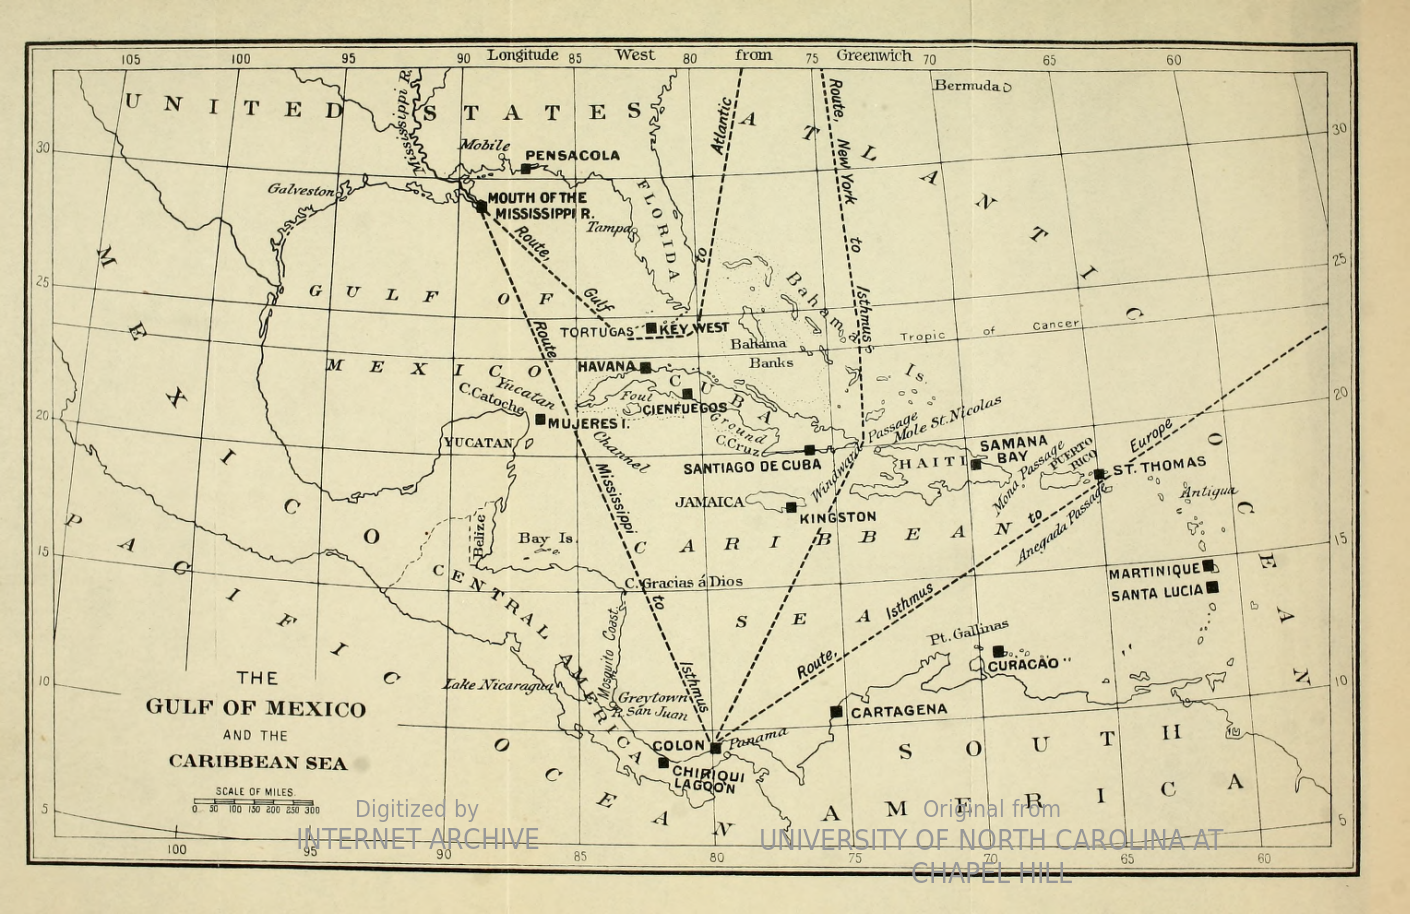 105 100 95 90 Longitude 85 West 80 from 75 Greenwich 70 65 60
Bermuda
UNITED STATES
Mississippi R.
Atlantic
ATLANTIC OCEAN
Route, New York to Isthmus
30
30
Mobile
PENSACOLA
Galveston
MOUTH OF THE
MISSISSIPPI R.
FLORIDA
Tampa
Route, Gulf to
25
25
MEXICO
GULF OF
MEXICO
Bahama Is.
TORTUGAS
KEY WEST
Tropic of Cancer
Bahama
Banks
Route, Mississippi to Isthmus
HAVANA
CUBA
Yucatan Channel
C.Catoche
Foul Ground
CIENFUEGOS
20
20
MUJERES I.
YUCATAN
C.Cruz
Windward Passage
Mole St.Nicolas
SANTIAGO DE CUBA
HAITI
SAMANA
BAY
Mona Passage
PUERTO
RICO
Route, Isthmus to Europe
ST. THOMAS
Anegada Passage
Antigua
JAMAICA
KINGSTON
PACIFIC OCEAN
Belize
Bay Is.
CARIBBEAN
SEA
15
15
CENTRAL AMERICA
C.Gracias á Dios
MARTINIQUE
SANTA LUCIA
Mosquito Coast
Pt. Gallinas
CURACAO
10
10
Lake Nicaragua
Greytown
R. San Juan
CARTAGENA
COLON
Panama
CHIRIQUI
LAGOON
SOUTH
AMERICA
THE
GULF OF MEXICO
AND THE
CARIBBEAN SEA
SCALE OF MILES.
0 50 100 150 200 250 300
5
5
100 95 90 85 80 75 70 65 60
Digitized by
INTERNET ARCHIVE
Original from
UNIVERSITY OF NORTH CAROLINA AT
CHAPEL HILL